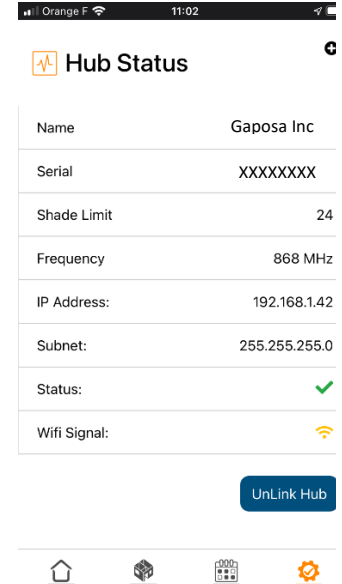 Orange F 11:02
Hub Status
Name Gaposa Inc
Serial XXXXXXXX
Shade Limit 24
Frequency 868 MHz
IP Address: 192.168.1.42
Subnet: 255.255.255.0
Status:
Wifi Signal:
UnLink Hub